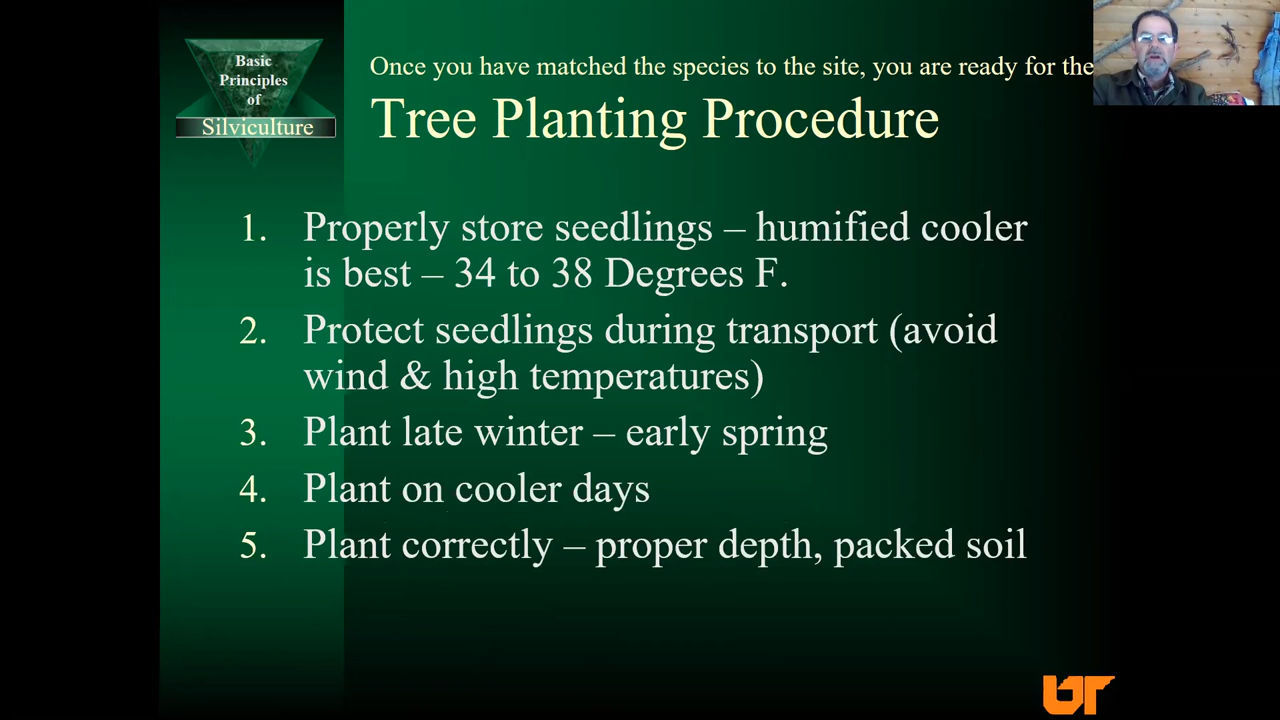 Basic
Principles
of
Silviculture
Once you have matched the species to the site, you are ready for the
Tree Planting Procedure
1. Properly store seedlings – humified cooler
is best – 34 to 38 Degrees F.
2. Protect seedlings during transport (avoid
wind & high temperatures)
3. Plant late winter – early spring
4. Plant on cooler days
5. Plant correctly – proper depth, packed soil
UT